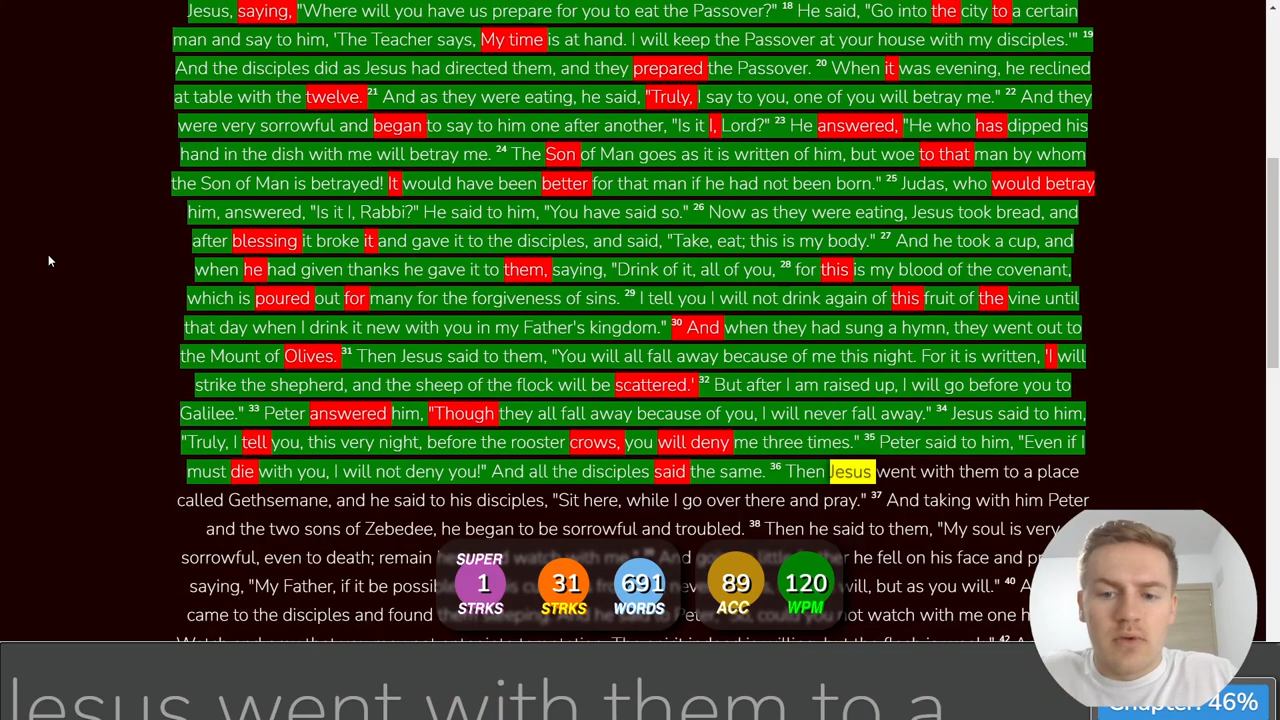 Jesus, saying, "Where will you have us prepare for you to eat the Passover?" 18 He said, "Go into the city to a certain
man and say to him, 'The Teacher says, My time is at hand. I will keep the Passover at your house with my disciples.'" 19
And the disciples did as Jesus had directed them, and they prepared the Passover. 20 When it was evening, he reclined
at table with the twelve. 21 And as they were eating, he said, "Truly, I say to you, one of you will betray me." 22 And they
were very sorrowful and began to say to him one after another, "Is it I, Lord?" 23 He answered, "He who has dipped his
hand in the dish with me will betray me. 24 The Son of Man goes as it is written of him, but woe to that man by whom
the Son of Man is betrayed! It would have been better for that man if he had not been born." 25 Judas, who would betray
him, answered, "Is it I, Rabbi?" He said to him, "You have said so." 26 Now as they were eating, Jesus took bread, and
after blessing it broke it and gave it to the disciples, and said, "Take, eat; this is my body." 27 And he took a cup, and
when he had given thanks he gave it to them, saying, "Drink of it, all of you, 28 for this is my blood of the covenant,
which is poured out for many for the forgiveness of sins. 29 I tell you I will not drink again of this fruit of the vine until
that day when I drink it new with you in my Father's kingdom." 30 And when they had sung a hymn, they went out to
the Mount of Olives. 31 Then Jesus said to them, "You will all fall away because of me this night. For it is written, 'I will
strike the shepherd, and the sheep of the flock will be scattered.' 32 But after I am raised up, I will go before you to
Galilee." 33 Peter answered him, "Though they all fall away because of you, I will never fall away." 34 Jesus said to him,
"Truly, I tell you, this very night, before the rooster crows, you will deny me three times." 35 Peter said to him, "Even if I
must die with you, I will not deny you!" And all the disciples said the same. 36 Then Jesus went with them to a place
called Gethsemane, and he said to his disciples, "Sit here, while I go over there and pray." 37 And taking with him Peter
and the two sons of Zebedee, he began to be sorrowful and troubled. 38 Then he said to them, "My soul is very
sorrowful, even to death; remain he fell on his face and
saying, "My Father, if it be will, but as you will." 40
came to the disciples and found not watch with me one
SUPER
1 STRKS
31 STRKS
691 WORDS
89 ACC
120 WPM
Jesus went with them to a
Chapter: 46%